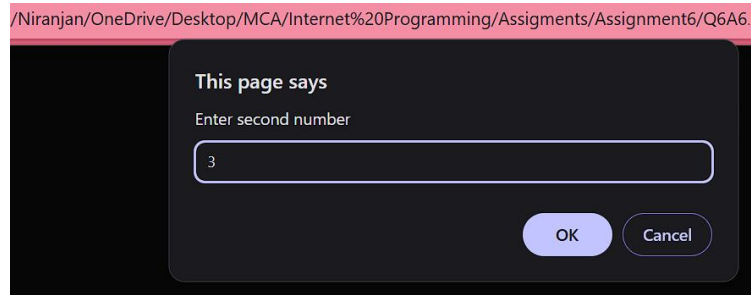 /Niranjan/OneDrive/Desktop/MCA/Internet%20Programming/Assigments/Assignment6/Q6A6.
This page says
Enter second number
3
OK Cancel